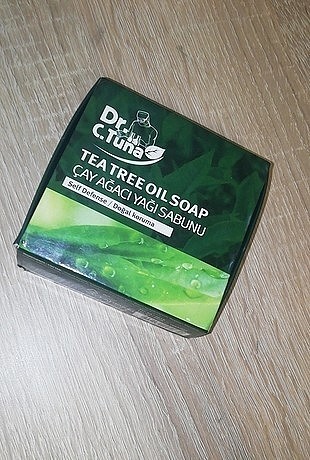 Dr.
C.Tuna
TEA TREE OIL SOAP
ÇAY AĞACI YAĞI SABUNU
Self Defense / Doğal Koruma